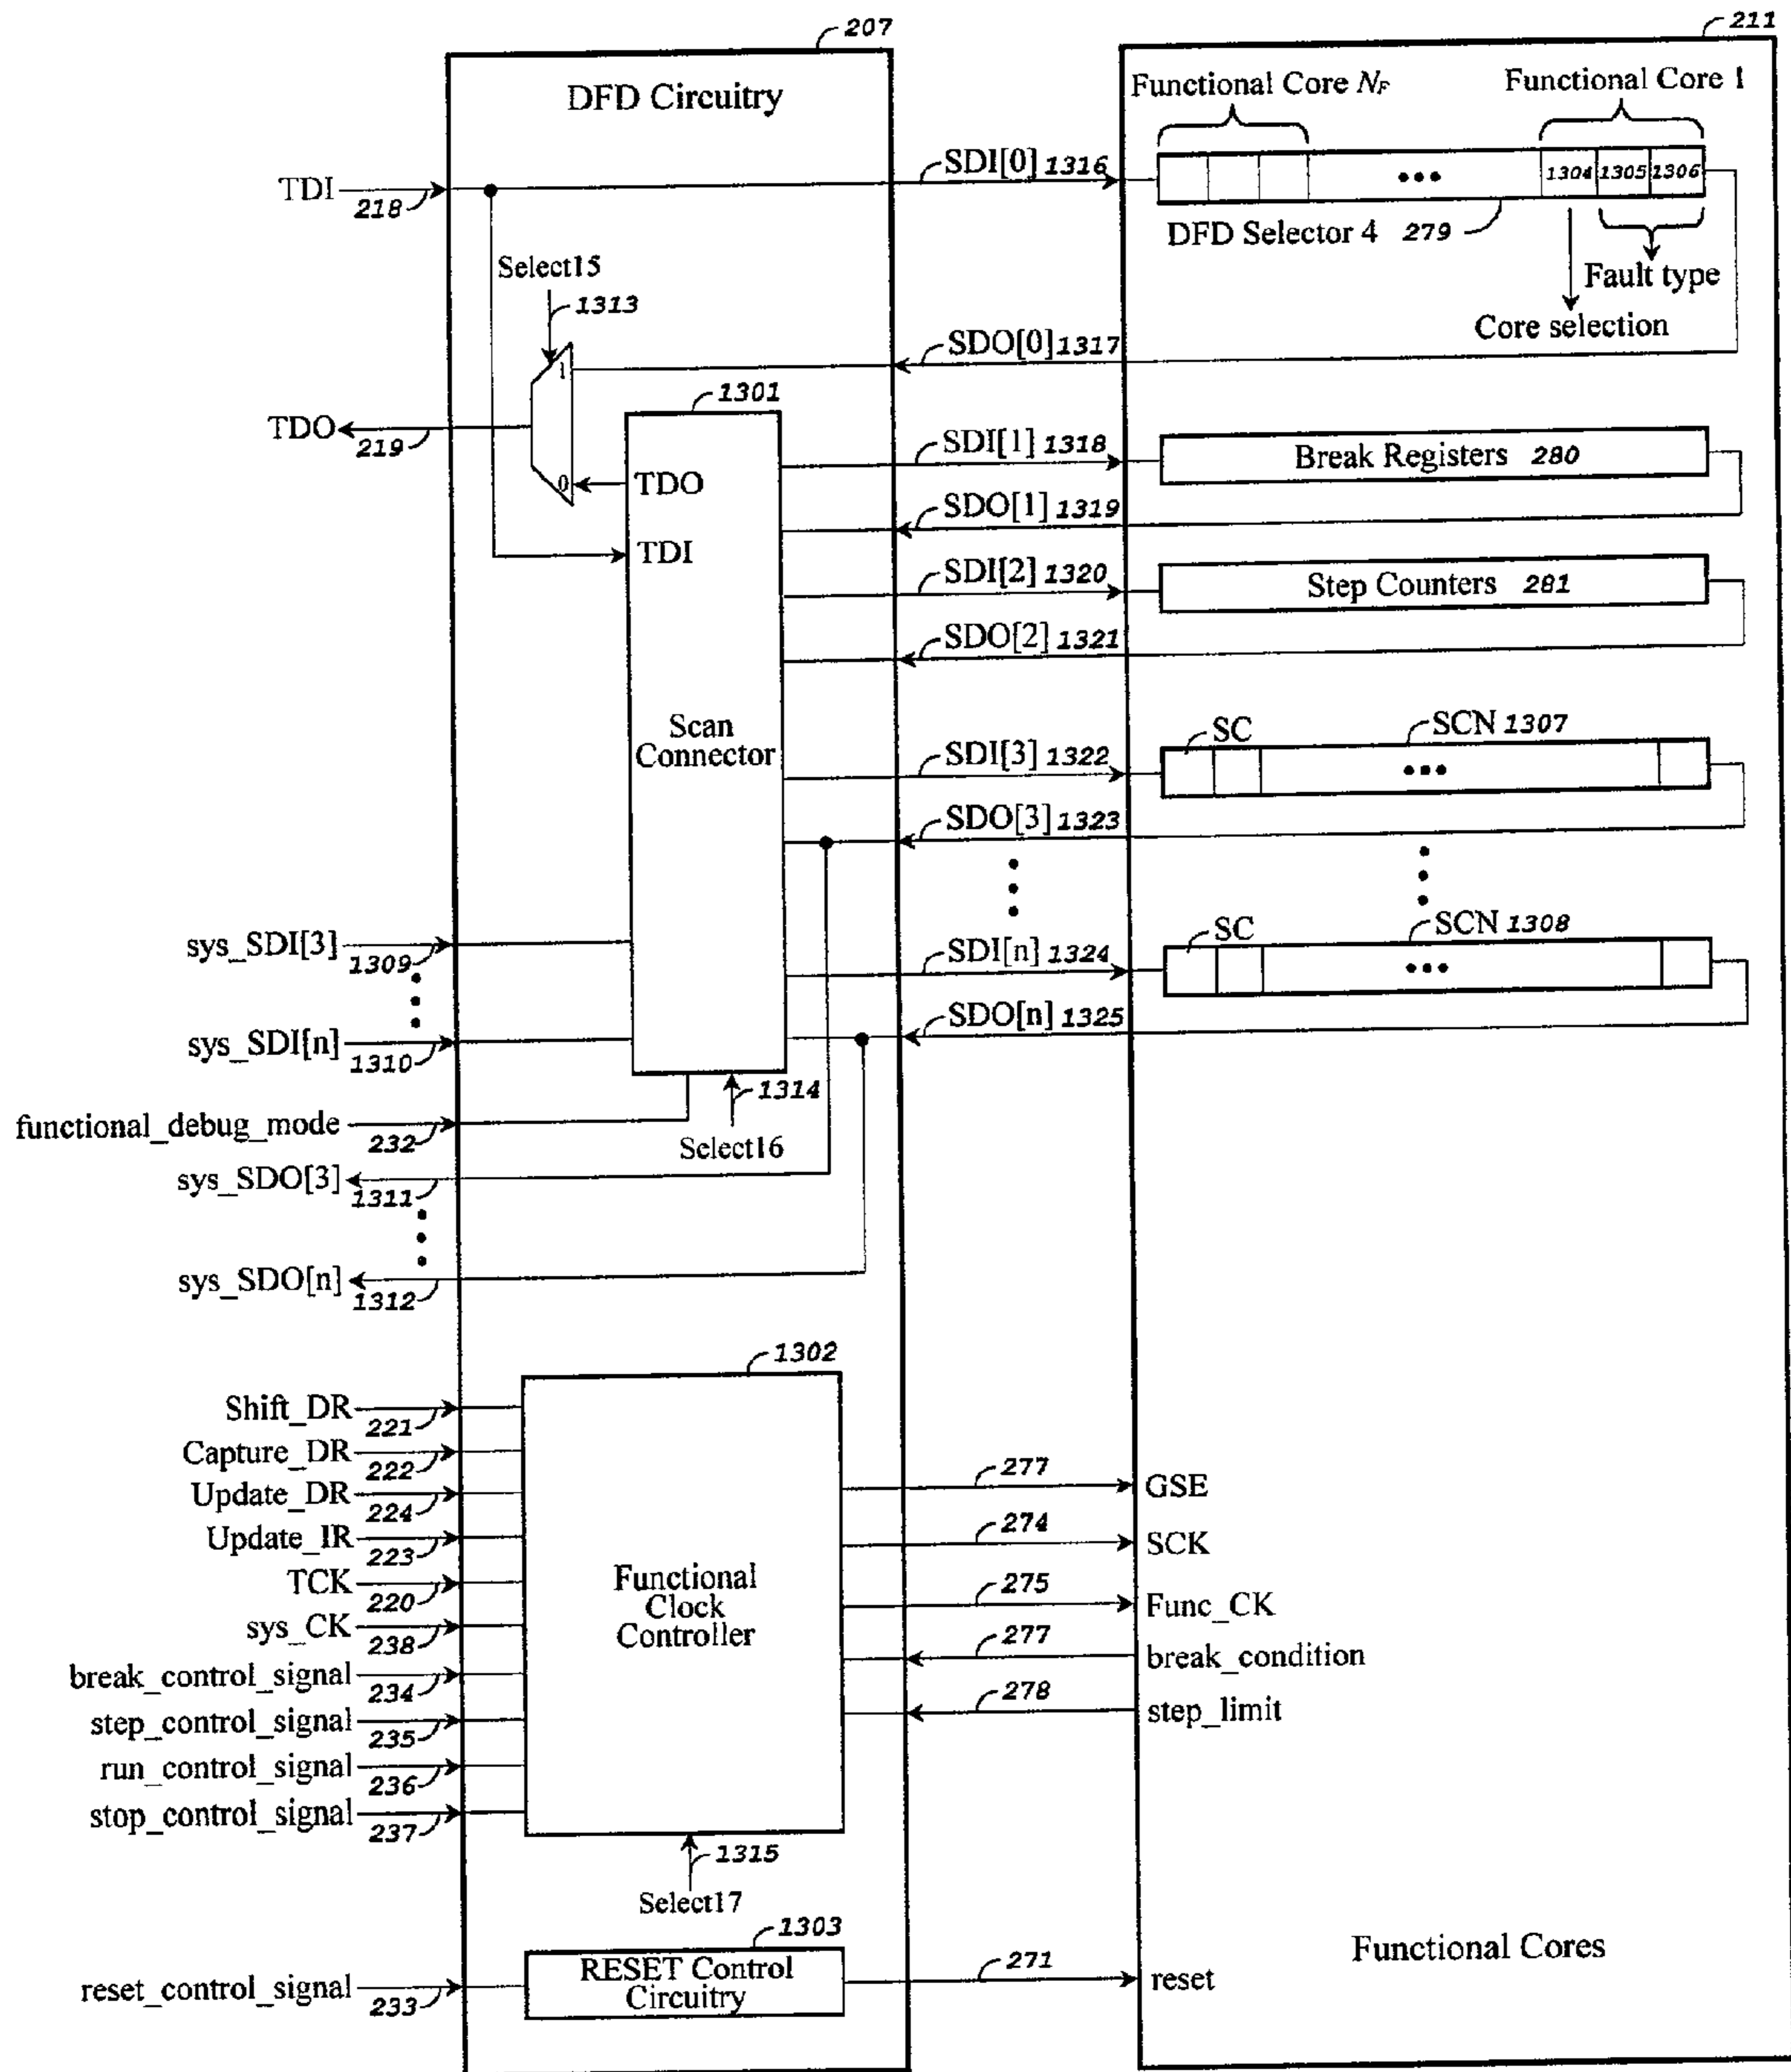 207
211
DFD Circuitry
Functional Core NF
Functional Core 1
TDI
218
SDI[0] 1316
1304
1305
1306
DFD Selector 4 279
Fault type
Core selection
Select15
1313
SDO[0] 1317
1
TDO
219
0
1301
TDO
TDI
SDI[1] 1318
Break Registers 280
SDO[1] 1319
SDI[2] 1320
Step Counters 281
SDO[2] 1321
Scan
Connector
SDI[3] 1322
SC
SCN 1307
SDO[3] 1323
sys_SDI[3]
1309
SDI[n] 1324
SC
SCN 1308
sys_SDI[n]
1310
SDO[n] 1325
1314
Select16
functional_debug_mode
232
sys_SDO[3]
1311
sys_SDO[n]
1312
1302
Shift_DR
221
Capture_DR
222
Update_DR
224
Update_IR
223
TCK
220
sys_CK
238
break_control_signal
234
step_control_signal
235
run_control_signal
236
stop_control_signal
237
Functional
Clock
Controller
277
GSE
274
SCK
275
Func_CK
277
break_condition
278
step_limit
1315
Select17
1303
reset_control_signal
233
RESET Control
Circuitry
271
reset
Functional Cores